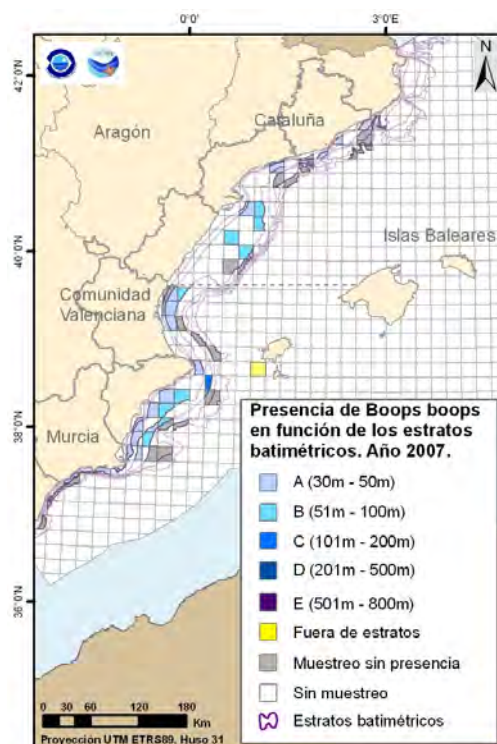 0°0'
3°0'E
42°0'N
N
Cataluña
Aragón
40°0'N
Islas Baleares
Comunidad
Valenciana
38°0'N
Murcia
36°0'N
Presencia de Boops boops
en función de los estratos
batimétricos. Año 2007.
A (30m - 50m)
B (51m - 100m)
C (101m - 200m)
D (201m - 500m)
E (501m - 800m)
Fuera de estratos
Muestreo sin presencia
Sin muestreo
Estratos batimétricos
0 30 60 120 180
Km
Proyección UTM ETRS89. Huso 31